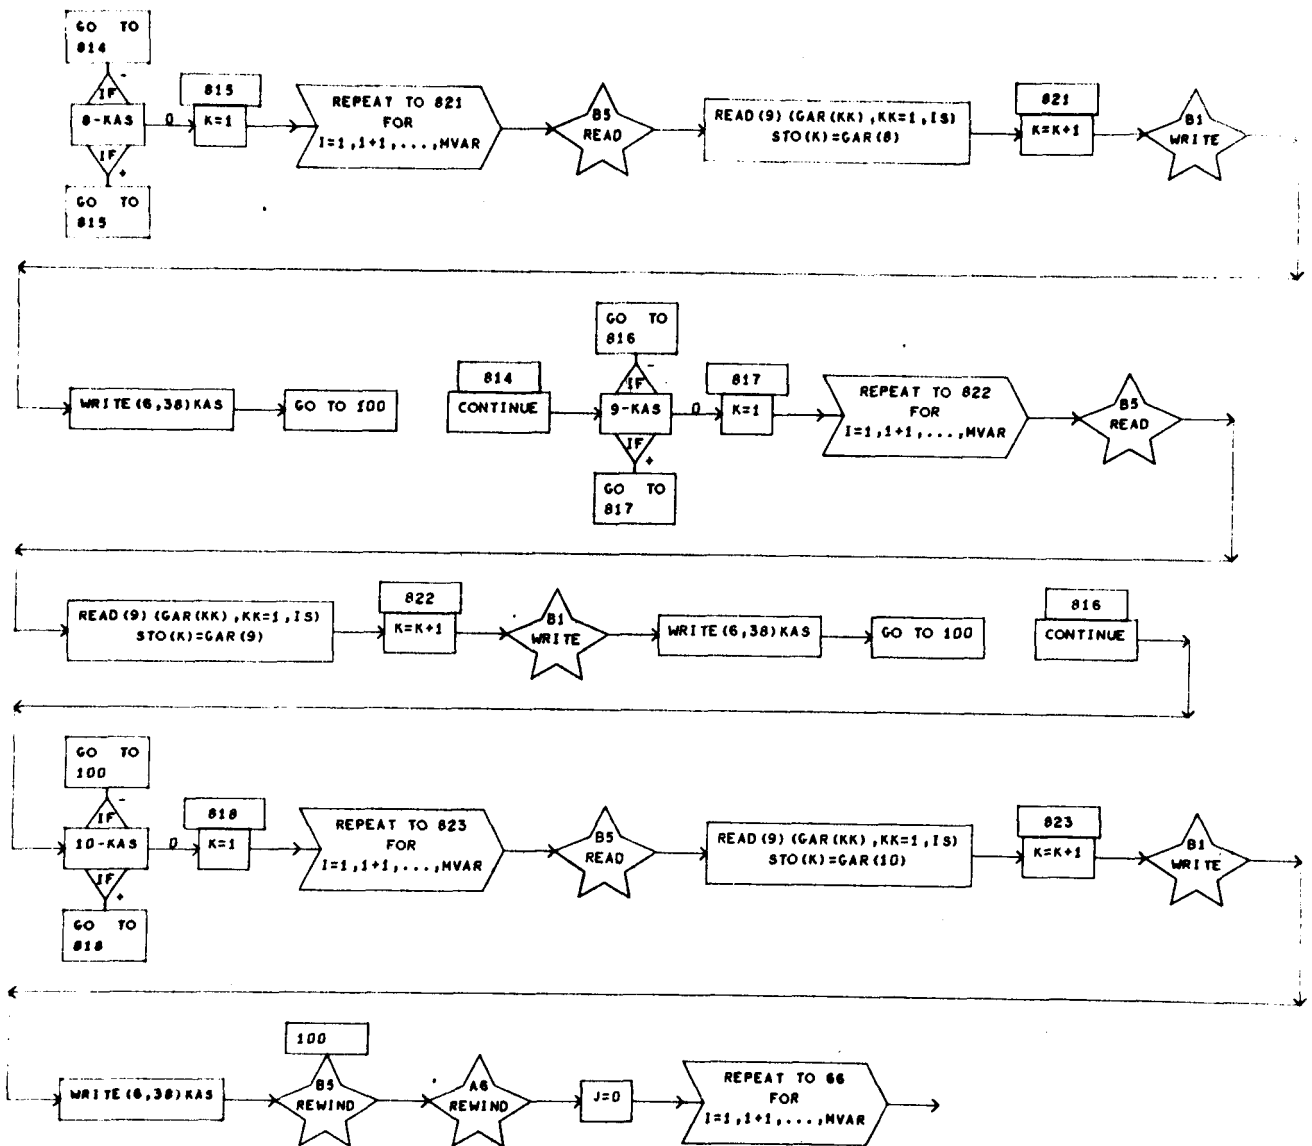 GO TO
814
-
IF
8-KAS
0
IF
+
GO TO
815
815
K=1
REPEAT TO 821
FOR
I=1,1+1,...,MVAR
B5
READ
READ(9)(GAR(KK),KK=1,IS)
STO(K)=GAR(8)
821
K=K+1
B1
WRITE
WRITE(6,38)KAS
GO TO 100
814
CONTINUE
GO TO
816
-
IF
9-KAS
0
IF
+
GO TO
817
817
K=1
REPEAT TO 822
FOR
I=1,1+1,...,MVAR
B5
READ
READ(9)(GAR(KK),KK=1,IS)
STO(K)=GAR(9)
822
K=K+1
B1
WRITE
WRITE(6,38)KAS
GO TO 100
816
CONTINUE
GO TO
100
-
IF
10-KAS
0
IF
+
GO TO
818
818
K=1
REPEAT TO 823
FOR
I=1,1+1,...,MVAR
B5
READ
READ(9)(GAR(KK),KK=1,IS)
STO(K)=GAR(10)
823
K=K+1
B1
WRITE
WRITE(6,38)KAS
100
B5
REWIND
A6
REWIND
J=0
REPEAT TO 66
FOR
I=1,1+1,...,MVAR